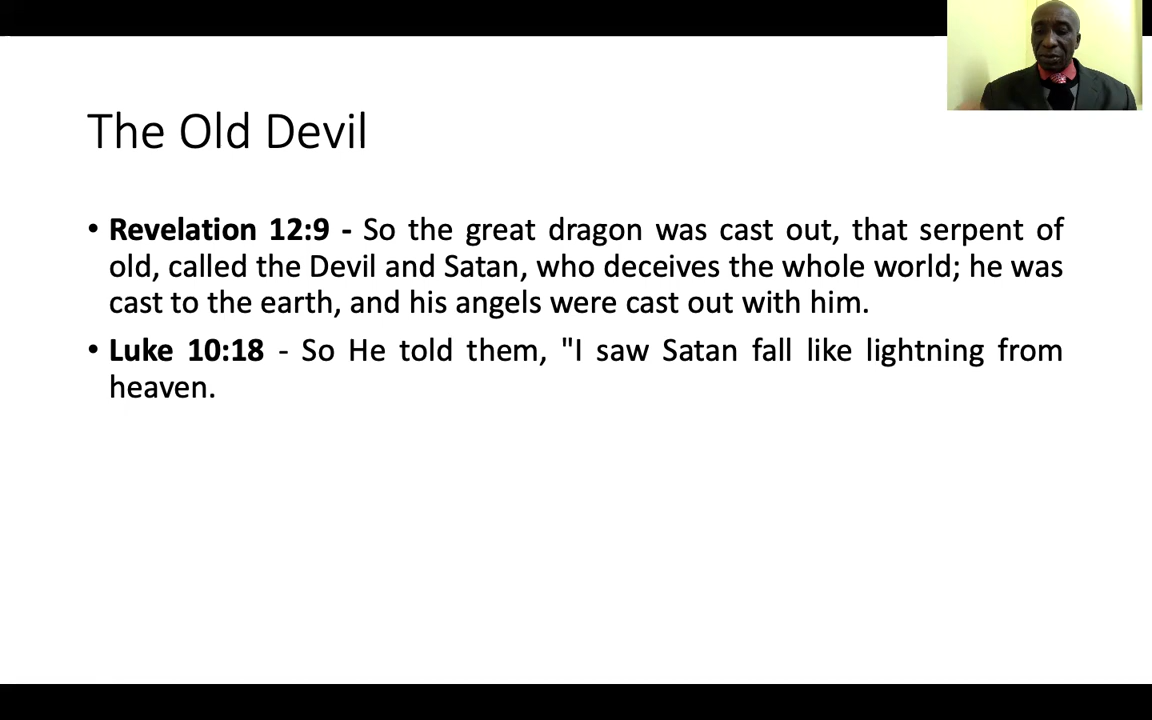 The Old Devil
• Revelation 12:9 - So the great dragon was cast out, that serpent of
old, called the Devil and Satan, who deceives the whole world; he was
cast to the earth, and his angels were cast out with him.
• Luke 10:18 - So He told them, "I saw Satan fall like lightning from
heaven.